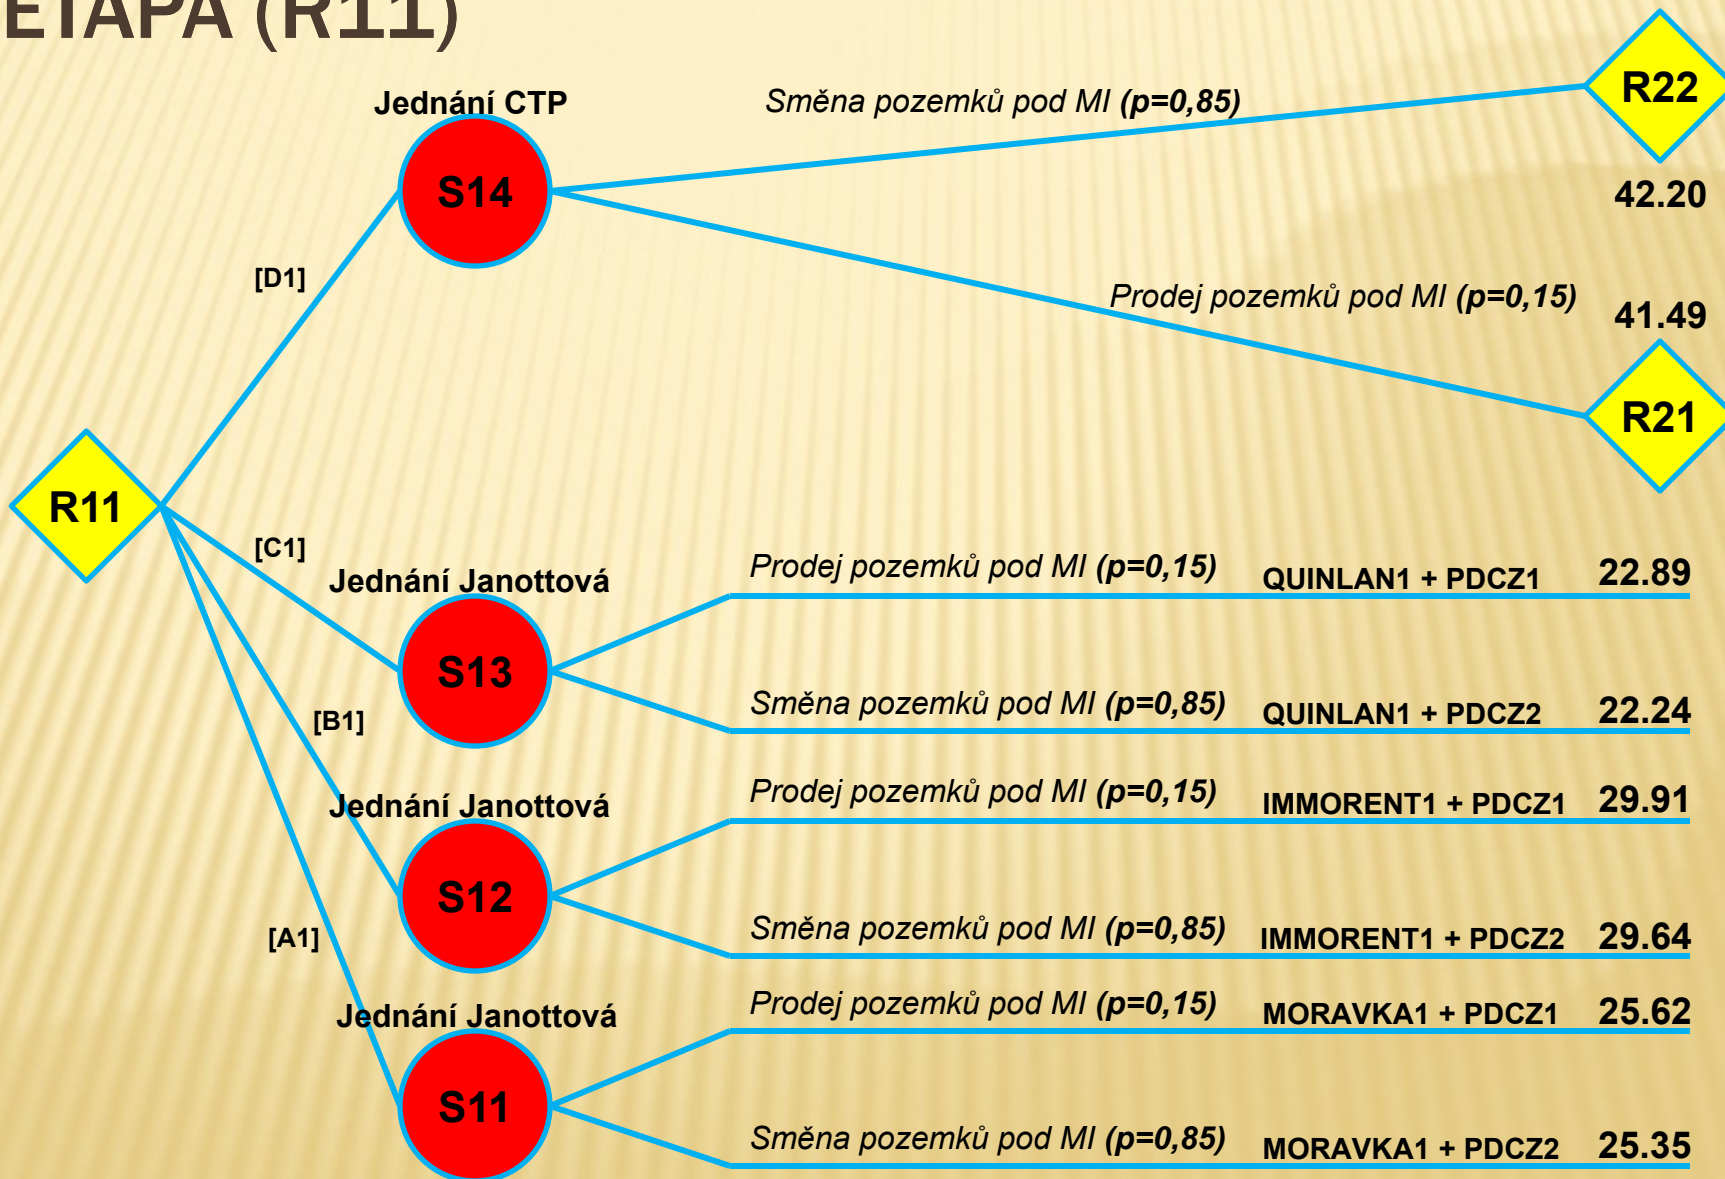 ETAPA (R11)
Jednání CTP
Směna pozemků pod MI (p=0,85)
R22
S14
42.20
[D1]
Prodej pozemků pod MI (p=0,15)
41.49
R21
R11
[C1]
Jednání Janottová
Prodej pozemků pod MI (p=0,15)
QUINLAN1 + PDCZ1
22.89
S13
Směna pozemků pod MI (p=0,85)
QUINLAN1 + PDCZ2
22.24
[B1]
Jednání Janottová
Prodej pozemků pod MI (p=0,15)
IMMORENT1 + PDCZ1
29.91
S12
Směna pozemků pod MI (p=0,85)
IMMORENT1 + PDCZ2
29.64
[A1]
Jednání Janottová
Prodej pozemků pod MI (p=0,15)
MORAVKA1 + PDCZ1
25.62
S11
Směna pozemků pod MI (p=0,85)
MORAVKA1 + PDCZ2
25.35